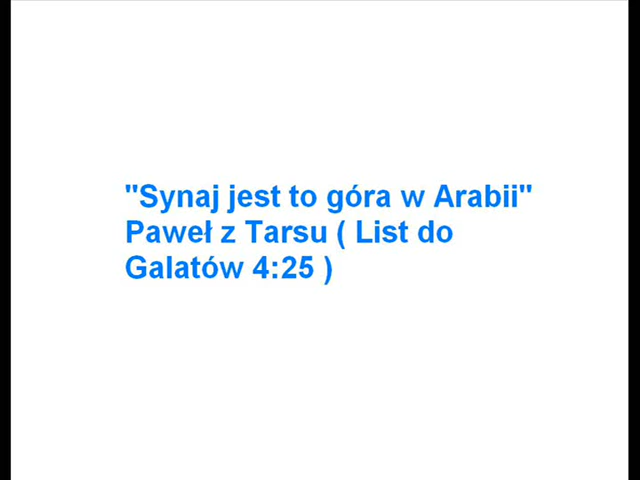 "Synaj jest to góra w Arabii"
Paweł z Tarsu ( List do
Galatów 4:25 )